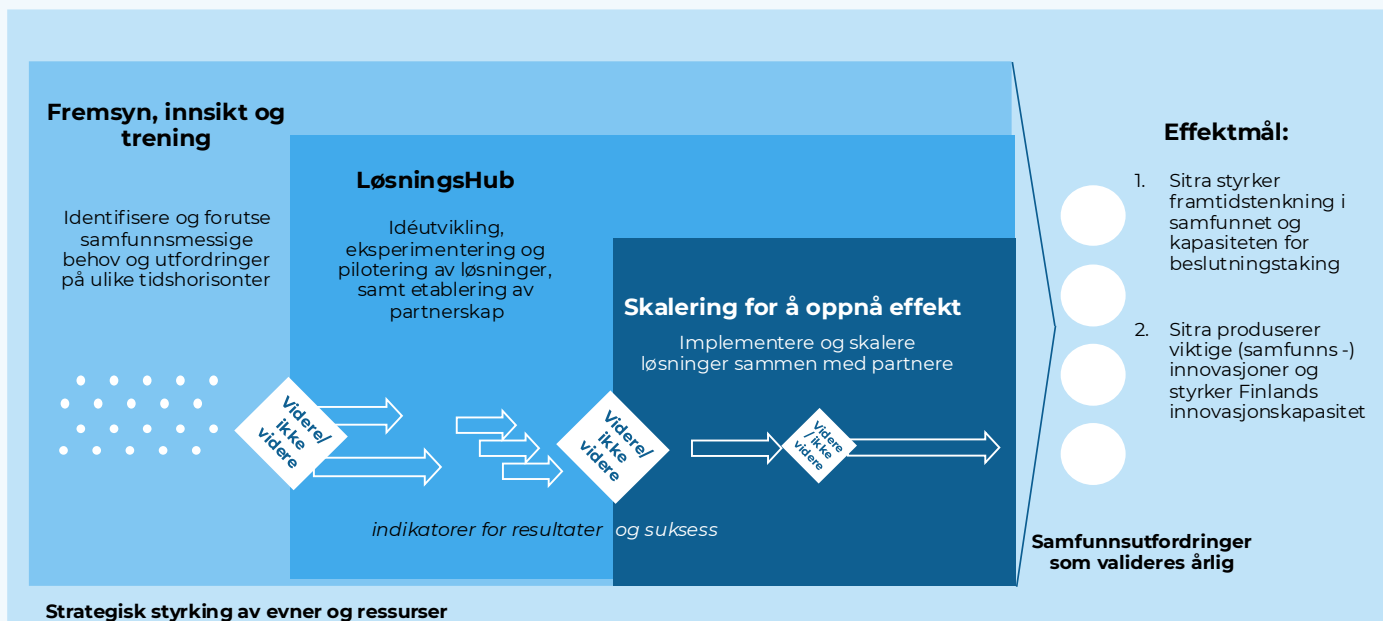 Fremsyn, innsikt og
trening
Identifisere og forutse
samfunnsmessige
behov og utfordringer
på ulike tidshorisonter
LøsningsHub
Idéutvikling,
eksperimentering og
pilotering av løsninger,
samt etablering av
partnerskap
Skalering for å oppnå effekt
Implementere og skalere
løsninger sammen med partnere
Videre/
ikke
videre
Videre/
ikke
videre
Videre
/ ikke
videre
indikatorer for resultater og suksess
Effektmål:
1. Sitra styrker
framtidstenkning i
samfunnet og
kapasiteten for
beslutningstaking
2. Sitra produserer
viktige (samfunns -)
innovasjoner og
styrker Finlands
innovasjonskapasitet
Samfunnsutfordringer
som valideres årlig
Strategisk styrking av evner og ressurser